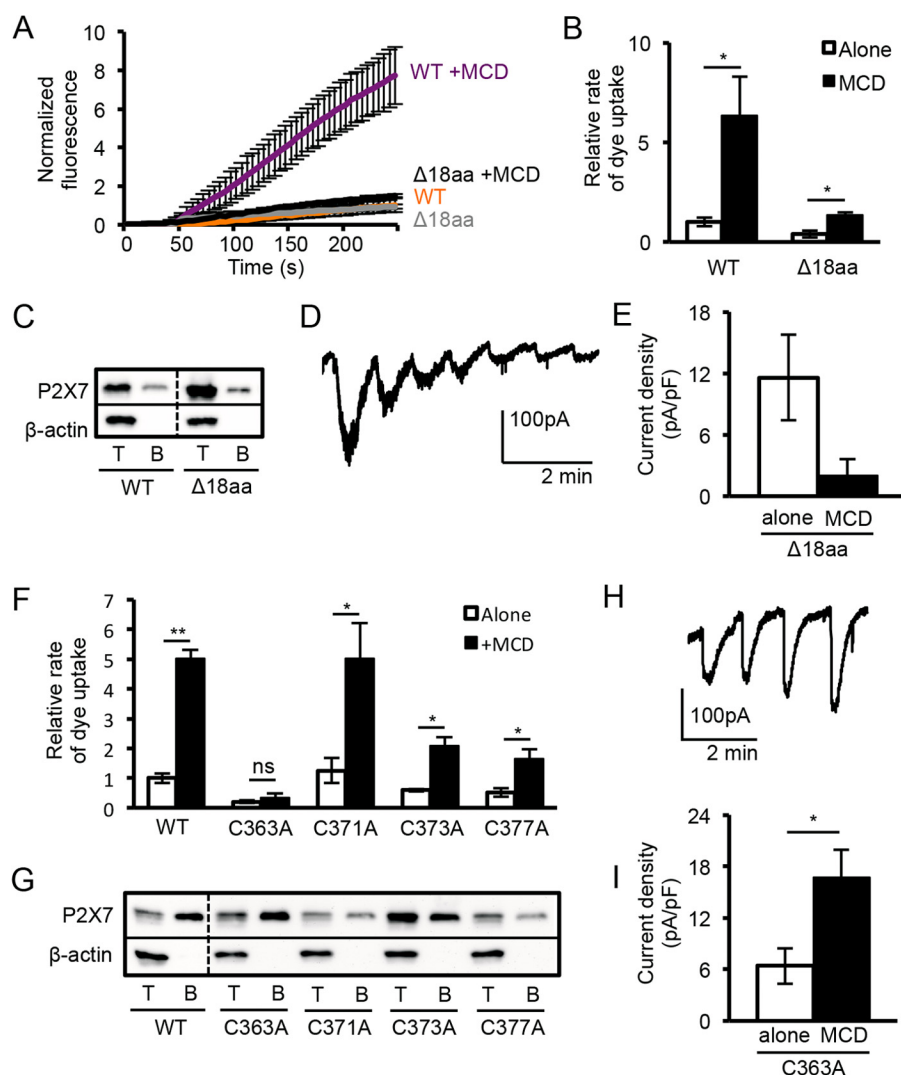 A
Normalized
fluorescence
10
8
6
4
2
0
0
50
100
150
200
Time (s)
WT +MCD
Δ18aa +MCD
WT
Δ18aa
B
Relative rate
of dye uptake
10
5
0
*
*
Alone
MCD
WT
Δ18aa
C
P2X7
β-actin
T
B
T
B
WT
Δ18aa
D
100pA
2 min
E
Current density
(pA/pF)
18
12
6
0
alone
MCD
Δ18aa
F
Relative rate
of dye uptake
7
6
5
4
3
2
1
0
**
ns
*
*
*
Alone
+MCD
WT
C363A
C371A
C373A
C377A
G
P2X7
β-actin
T
B
T
B
T
B
T
B
T
B
WT
C363A
C371A
C373A
C377A
H
100pA
2 min
I
Current density
(pA/pF)
24
18
12
6
0
*
alone
MCD
C363A